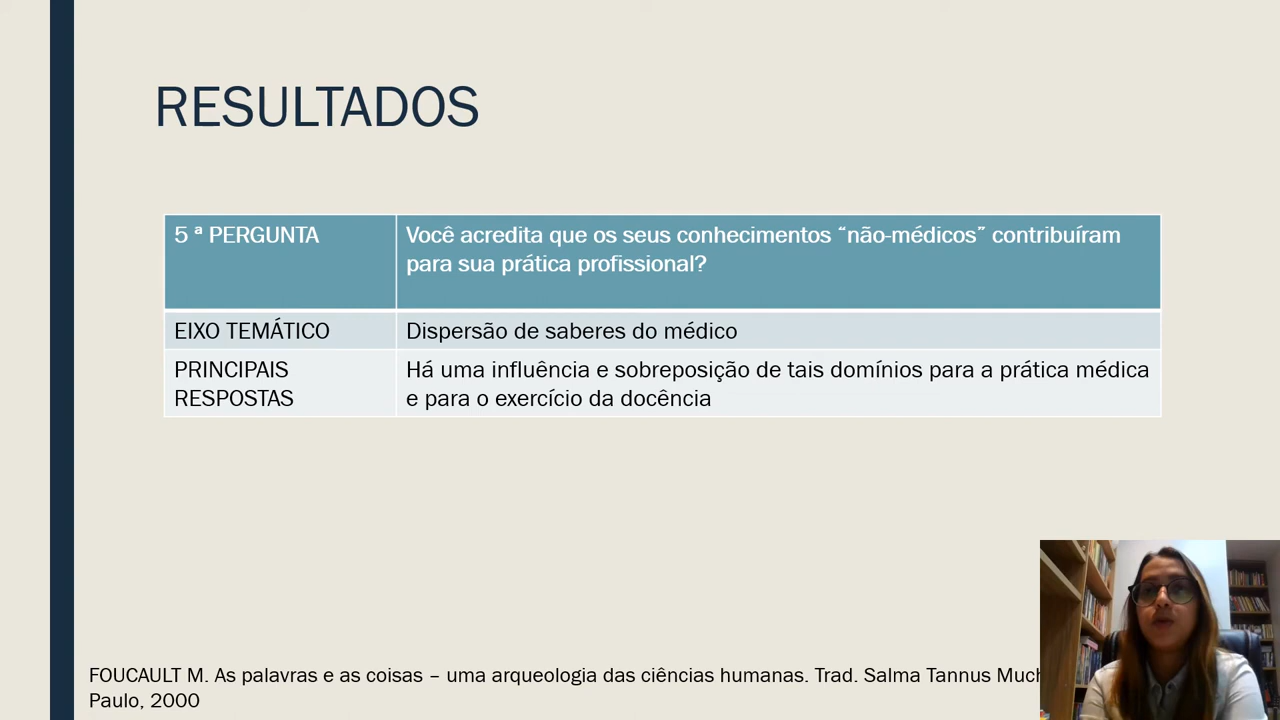 RESULTADOS
5 ª PERGUNTA
Você acredita que os seus conhecimentos “não-médicos” contribuíram
para sua prática profissional?
EIXO TEMÁTICO
Dispersão de saberes do médico
PRINCIPAIS
RESPOSTAS
Há uma influência e sobreposição de tais domínios para a prática médica
e para o exercício da docência
FOUCAULT M. As palavras e as coisas – uma arqueologia das ciências humanas. Trad. Salma Tannus
Paulo, 2000